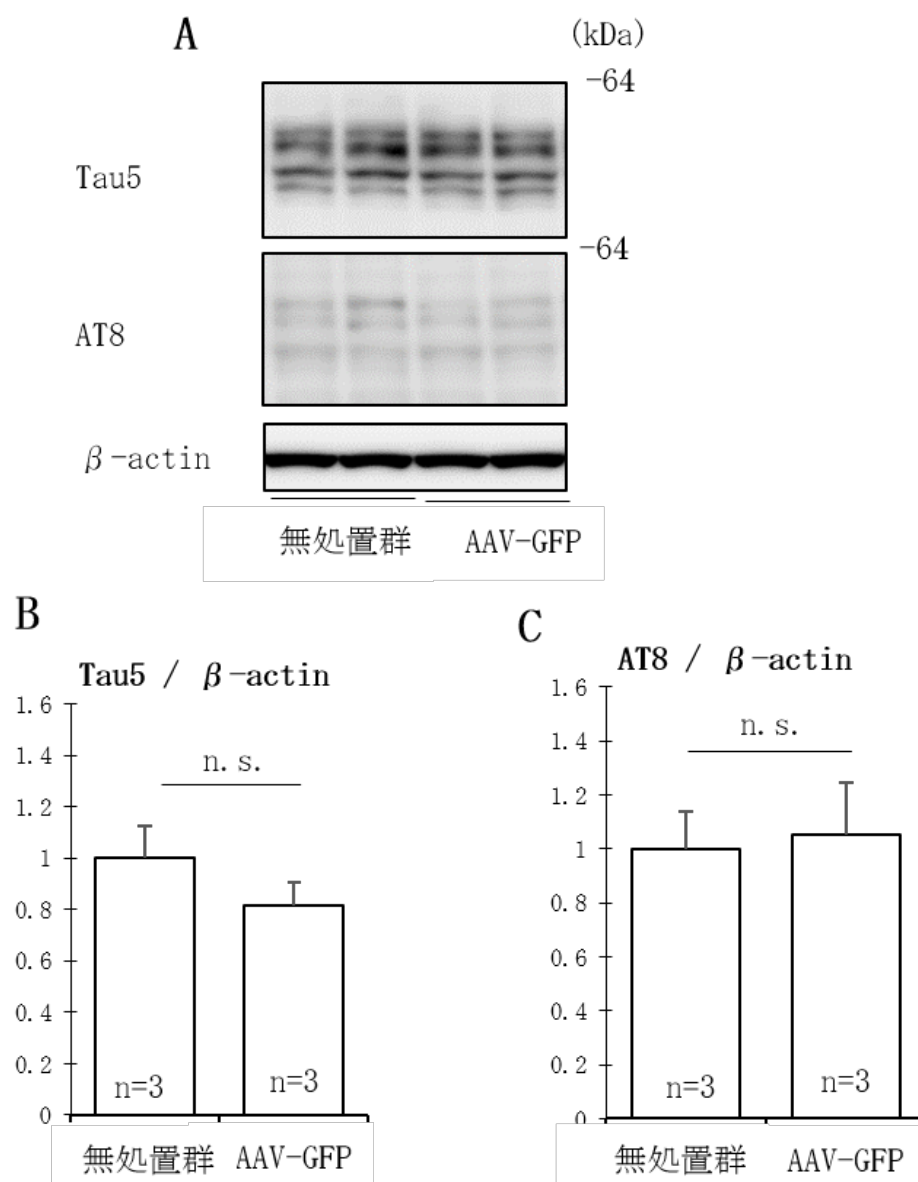 A
(kDa)
-64
Tau5
-64
AT8
β-actin
無処置群 AAV-GFP
B
Tau5 / β-actin
1.6
1.4
n.s.
1.2
1
0.8
0.6
0.4
0.2
0
n=3 n=3
無処置群 AAV-GFP
C
AT8 / β-actin
1.6
n.s.
1.4
1.2
1
0.8
0.6
0.4
0.2
0
n=3 n=3
無処置群 AAV-GFP